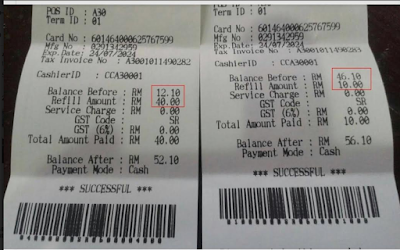 POS ID : A30
Term ID : 01
Card No : 601464000625767599
Mfg No : 0291342959
Exp.Date: 24/07/2024
Tax Invoice No : A3001011490282
CashierID : CCA30001
Balance Before : RM 12.10
Refill Amount : RM 40.00
Service Charge : RM 0.00
GST Code : SR
GST (6%) : RM 0.00
Total Amount Paid : RM 40.00
Balance After : RM 52.10
Payment Mode : Cash
*** SUCCESSFUL ***
Term ID : 01
Card No : 601464000625767599
Mfg No : 0291342959
Exp.Date: 24/07/2024
Tax Invoice No : A3001011490283
CashierID : CCA30001
Balance Before : RM 46.10
Refill Amount : RM 10.00
Service Charge : RM 0.00
GST Code : SR
GST (6%) : RM 0.00
Total Amount Paid : RM 10.00
Balance After : RM 56.10
Payment Mode : Cash
*** SUCCESSFUL ***